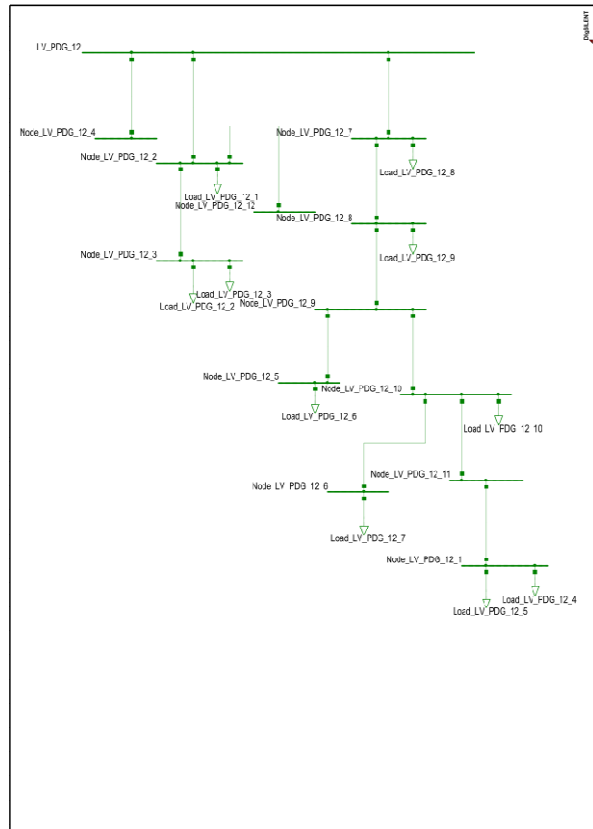 DIgSILENT
LV_PDG_12
Node_LV_PDG_12_4
Node_LV_PDG_12_7
Node_LV_PDG_12_2
Load_LV_PDG_12_8
Load_LV_PDG_12_1
Node_LV_PDG_12_12
Node_LV_PDG_12_8
Node_LV_PDG_12_3
Load_LV_PDG_12_9
Load_LV_PDG_12_3
Load_LV_PDG_12_2
Node_LV_PDG_12_9
Node_LV_PDG_12_5
Node_LV_PDG_12_10
Load_LV_PDG_12_6
Load_LV_PDG_12_10
Node_LV_PDG_12_11
Node_LV_PDG_12_6
Load_LV_PDG_12_7
Node_LV_PDG_12_1
Load_LV_PDG_12_4
Load_LV_PDG_12_5